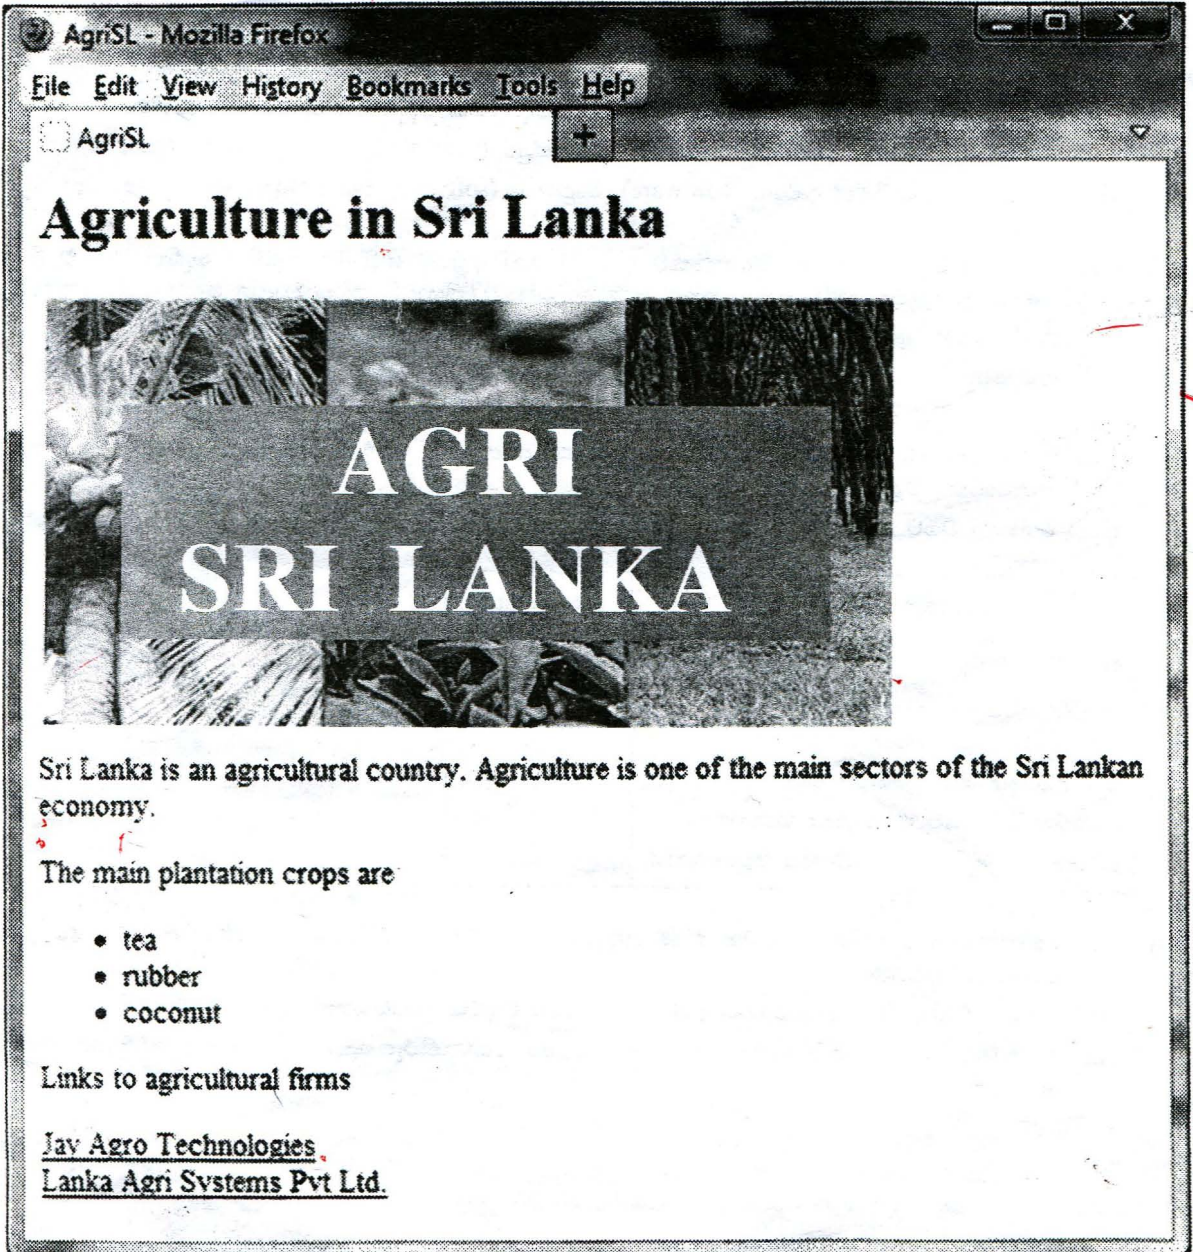 AgriSL - Mozilla Firefox
File Edit View History Bookmarks Tools Help
AgriSL
Agriculture in Sri Lanka
AGRI
SRI LANKA
Sri Lanka is an agricultural country. Agriculture is one of the main sectors of the Sri Lankan
economy.
The main plantation crops are
• tea
• rubber
• coconut
Links to agricultural firms
Jay Agro Technologies
Lanka Agri Systems Pvt Ltd.